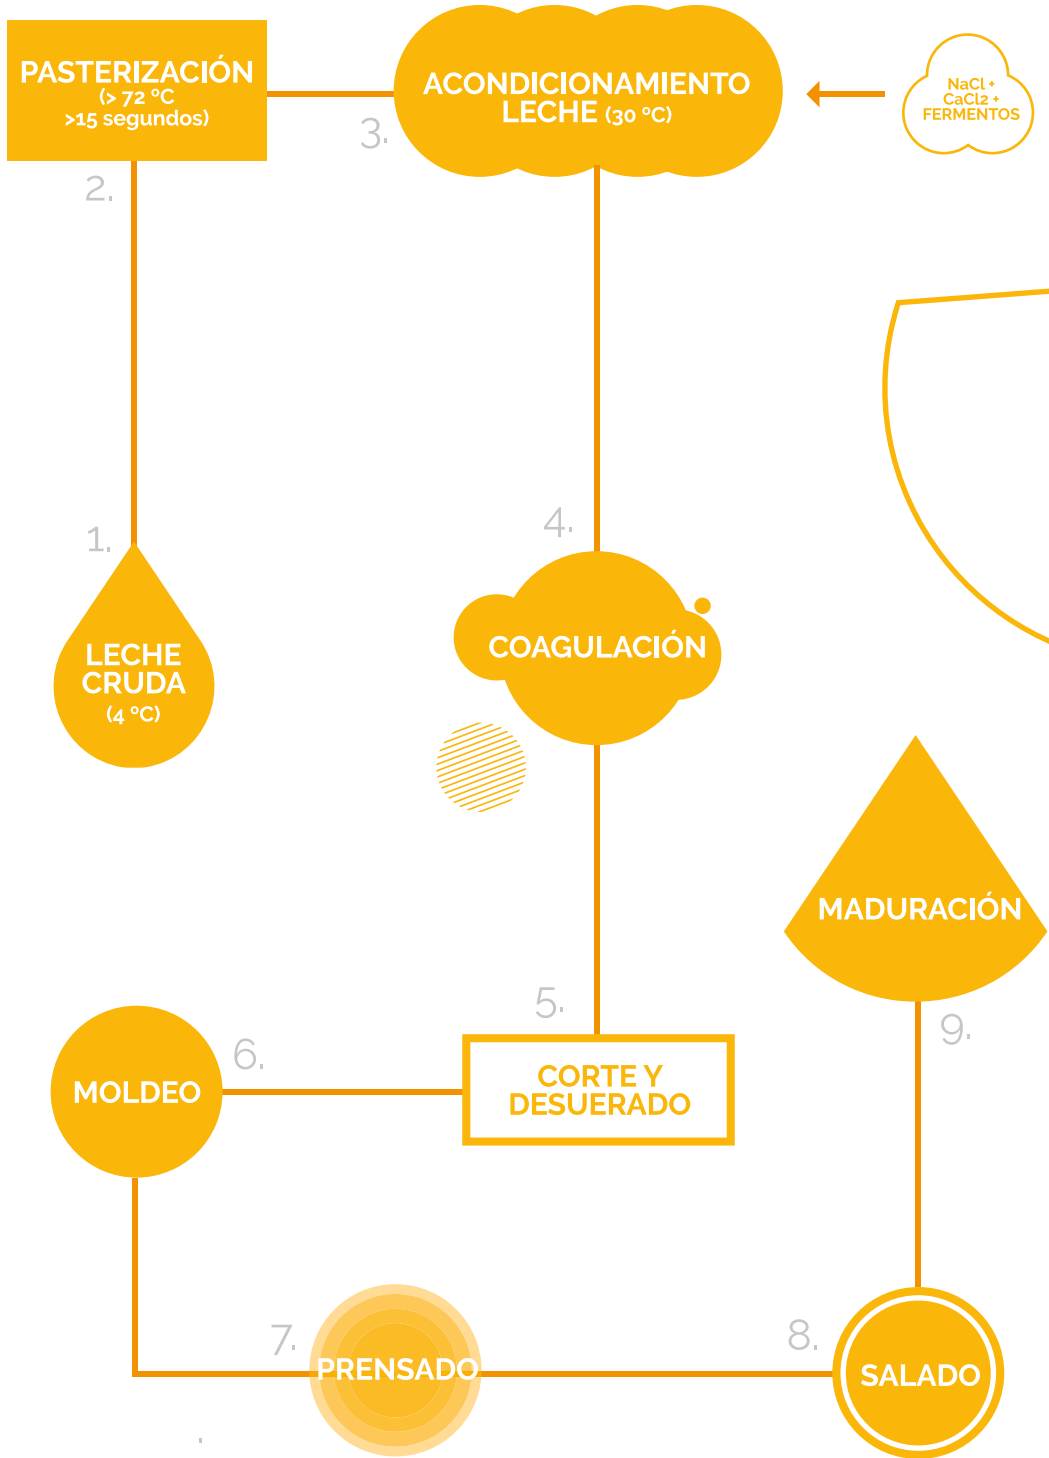 1.
LECHE
CRUDA
(4 ºC)
2.
PASTERIZACIÓN
(> 72 ºC
>15 segundos)
3.
ACONDICIONAMIENTO
LECHE (30 ºC)
NaCl +
CaCl2 +
FERMENTOS
4.
COAGULACIÓN
5.
CORTE Y
DESUERADO
6.
MOLDEO
7.
PRENSADO
8.
SALADO
9.
MADURACIÓN